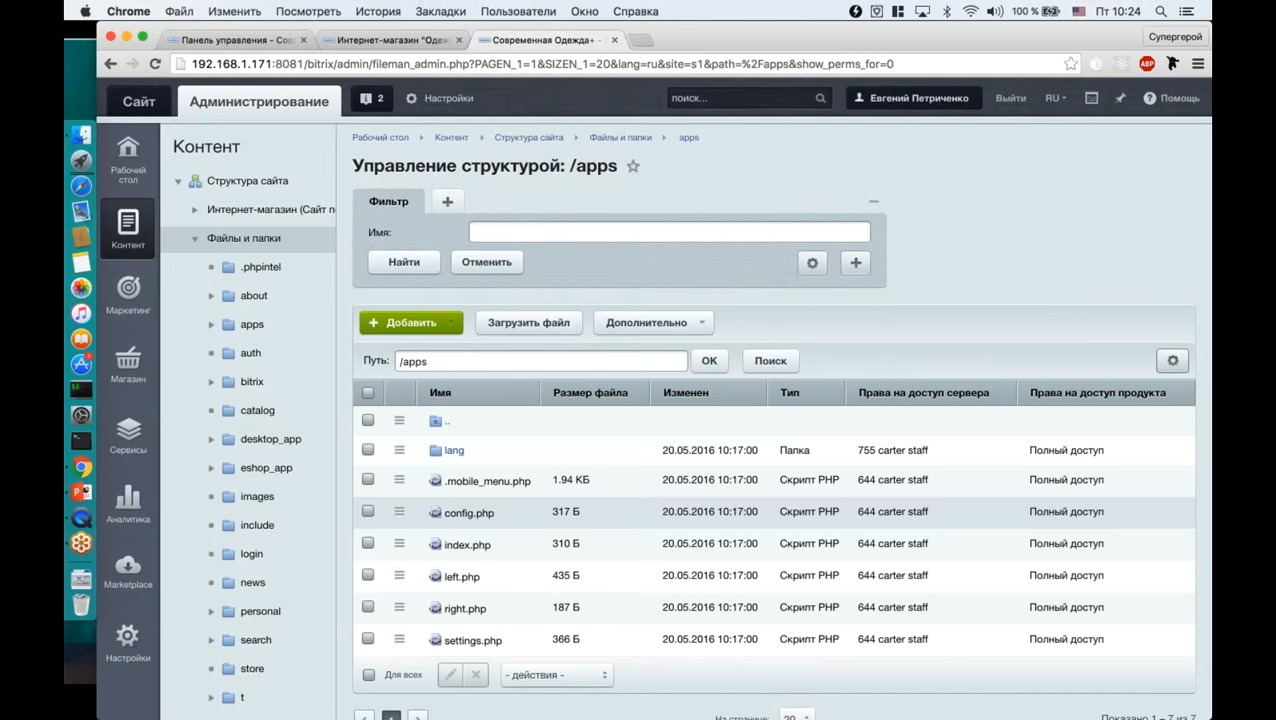 Chrome Файл Изменить Посмотреть История Закладки Пользователи Окно Справка 100 % Пт 10:24
Панель управления - Сов Интернет-магазин "Одеж Современная Одежда+ - Супергерой
192.168.1.171:8081/bitrix/admin/fileman_admin.php?PAGEN_1=1&SIZEN_1=20&lang=ru&site=s1&path=%2Fapps&show_perms_for=0 ABP
Сайт Администрирование 2 Настройки поиск... Евгений Петриченко Выйти RU Помощь
Рабочий стол
Контент
Маркетинг
Магазин
Сервисы
Аналитика
Marketplace
Настройки
Контент
Структура сайта
Интернет-магазин (Сайт п
Файлы и папки
.phpintel
about
apps
auth
bitrix
catalog
desktop_app
eshop_app
images
include
login
news
personal
search
store
t
Рабочий стол Контент Структура сайта Файлы и папки apps
Управление структурой: /apps
Фильтр +
Имя:
Найти Отменить
+ Добавить Загрузить файл Дополнительно
Путь: /apps OK Поиск
Имя Размер файла Изменен Тип Права на доступ сервера Права на доступ продукта
..
lang 20.05.2016 10:17:00 Папка 755 carter staff Полный доступ
.mobile_menu.php 1.94 КБ 20.05.2016 10:17:00 Скрипт PHP 644 carter staff Полный доступ
config.php 317 Б 20.05.2016 10:17:00 Скрипт PHP 644 carter staff Полный доступ
index.php 310 Б 20.05.2016 10:17:00 Скрипт PHP 644 carter staff Полный доступ
left.php 435 Б 20.05.2016 10:17:00 Скрипт PHP 644 carter staff Полный доступ
right.php 187 Б 20.05.2016 10:17:00 Скрипт PHP 644 carter staff Полный доступ
settings.php 366 Б 20.05.2016 10:17:00 Скрипт PHP 644 carter staff Полный доступ
Для всех - действия -
1 На странице: 20 Показано 1 – 7 из 7